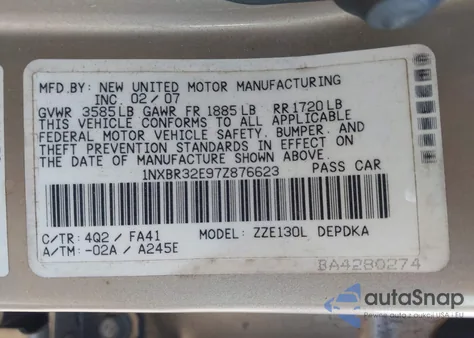 MFD. BY: NEW UNITED MOTOR MANUFACTURING
INC. 02 / 07
GVWR 3585LB GAWR FR 1885LB RR1720LB
THIS VEHICLE CONFORMS TO ALL APPLICABLE
FEDERAL MOTOR VEHICLE SAFETY, BUMPER, AND
THEFT PREVENTION STANDARDS IN EFFECT ON
THE DATE OF MANUFACTURE SHOWN ABOVE.
1NXBR32E97Z876623 PASS CAR
C/TR: 4Q2 / FA41 MODEL: ZZE130L DEPDKA
A/TM: -02A / A245E
BA4280274
autoSnap